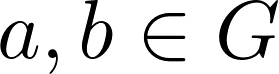 a, b ∈ G